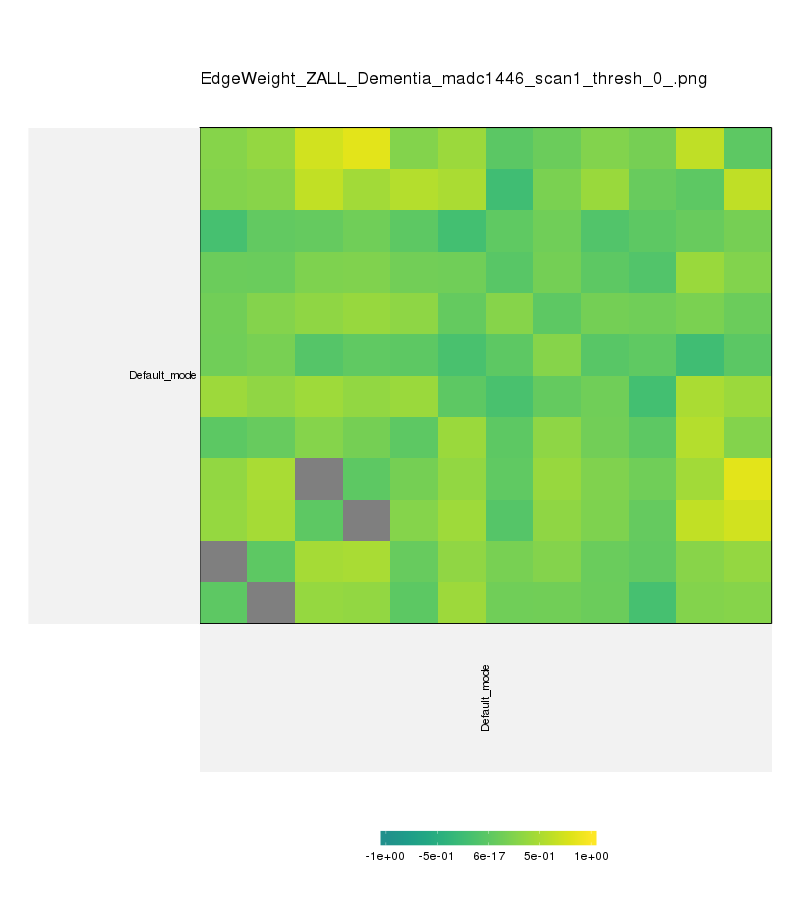 EdgeWeight_ZALL_Dementia_madc1446_scan1_thresh_0_.png
Default_mode
Default_mode
-1e+00 -5e-01 6e-17 5e-01 1e+00